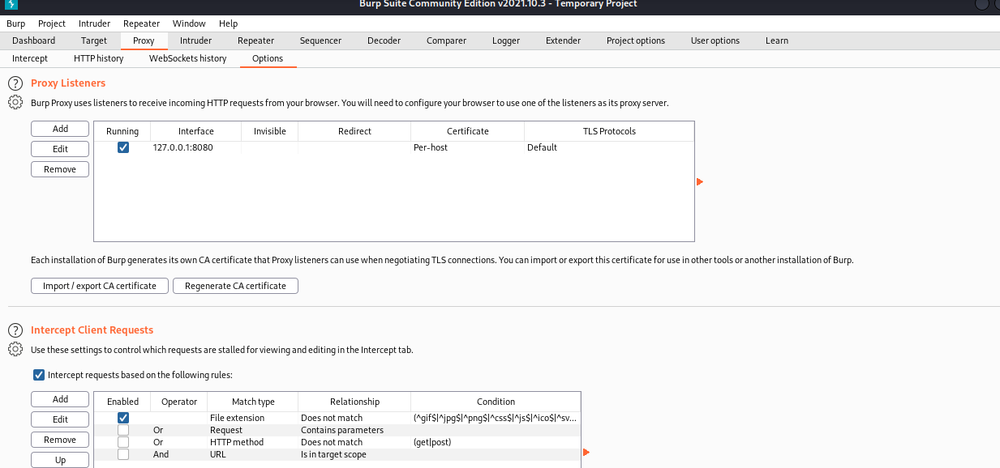 Burp Suite Community Edition v2021.10.3 - Temporary Project
Burp Project Intruder Repeater Window Help
Dashboard Target Proxy Intruder Repeater Sequencer Decoder Comparer Logger Extender Project options User options Learn
Intercept HTTP history WebSockets history Options
? Proxy Listeners
Burp Proxy uses listeners to receive incoming HTTP requests from your browser. You will need to configure your browser to use one of the listeners as its proxy server.
Add Running Interface Invisible Redirect Certificate TLS Protocols
Edit 127.0.0.1:8080 Per-host Default
Remove
Each installation of Burp generates its own CA certificate that Proxy listeners can use when negotiating TLS connections. You can import or export this certificate for use in other tools or another installation of Burp.
Import / export CA certificate Regenerate CA certificate
? Intercept Client Requests
Use these settings to control which requests are stalled for viewing and editing in the Intercept tab.
Intercept requests based on the following rules:
Add Enabled Operator Match type Relationship Condition
Edit File extension Does not match (^gif$|^jpg$|^png$|^css$|^js$|^ico$|^sv...
Or Request Contains parameters
Remove Or HTTP method Does not match (get|post)
Up And URL Is in target scope